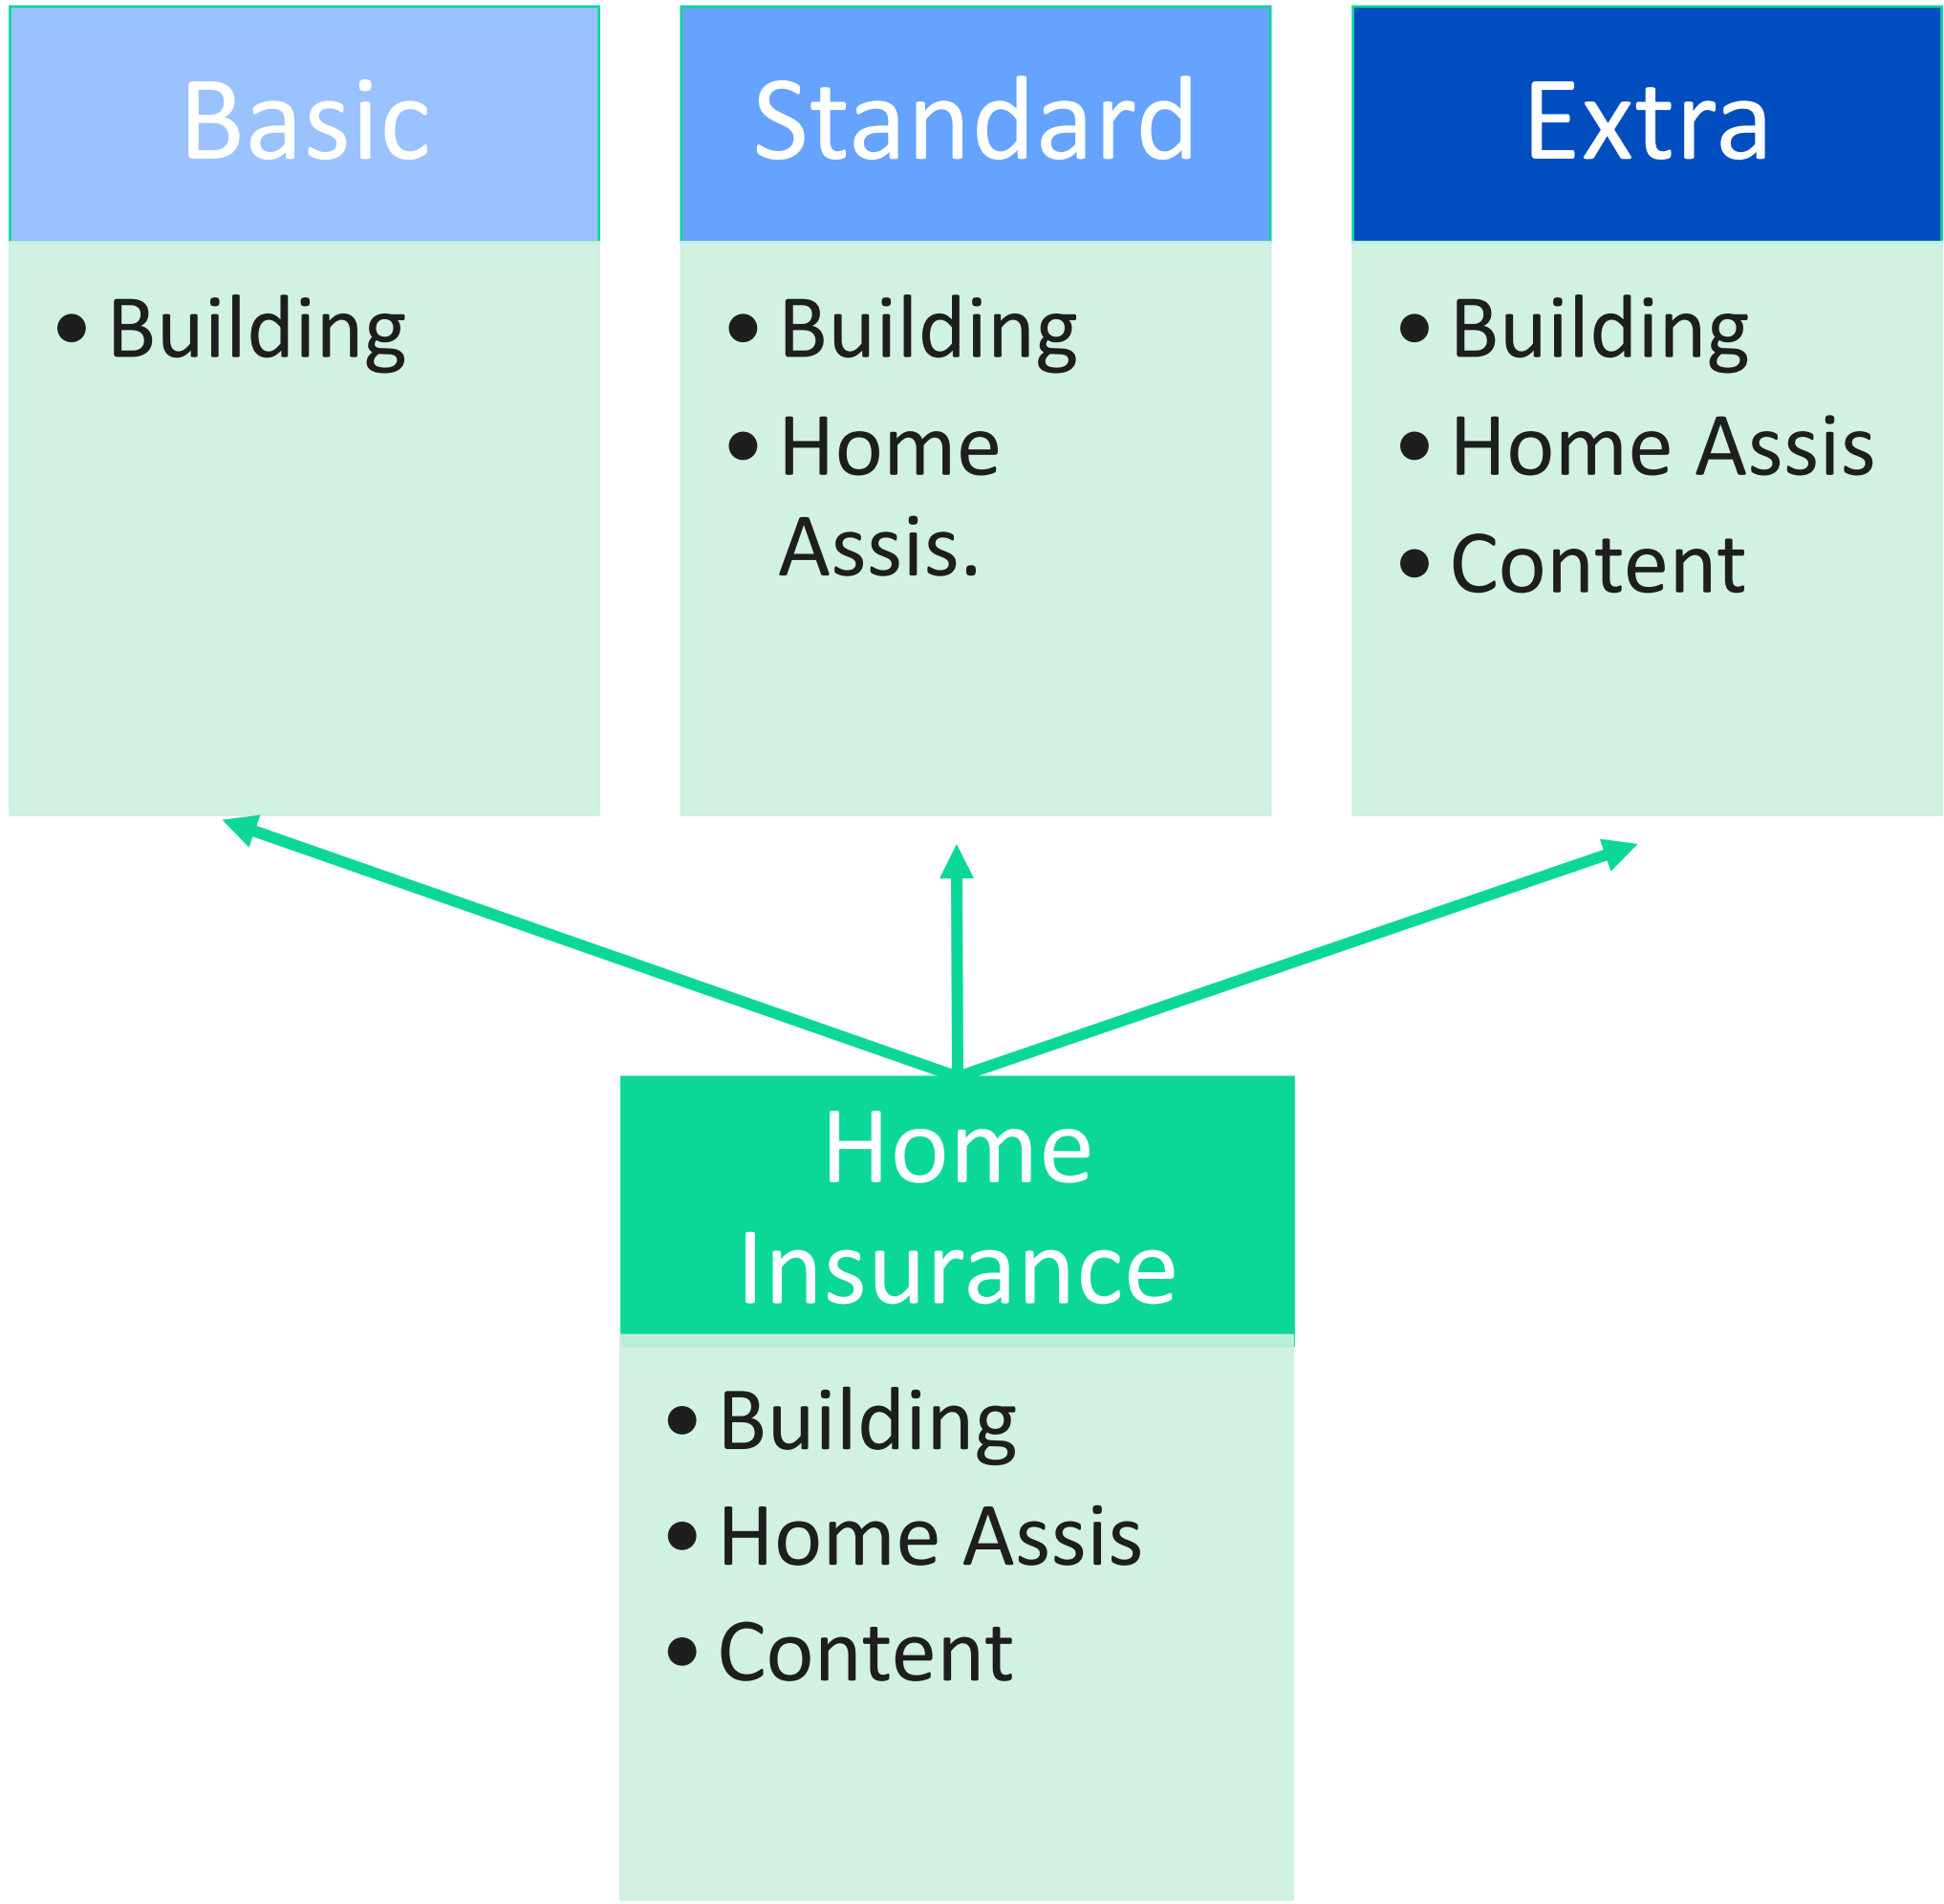 Basic
• Building
Standard
• Building
• Home
Assis.
Extra
• Building
• Home Assis
• Content
Home
Insurance
• Building
• Home Assis
• Content